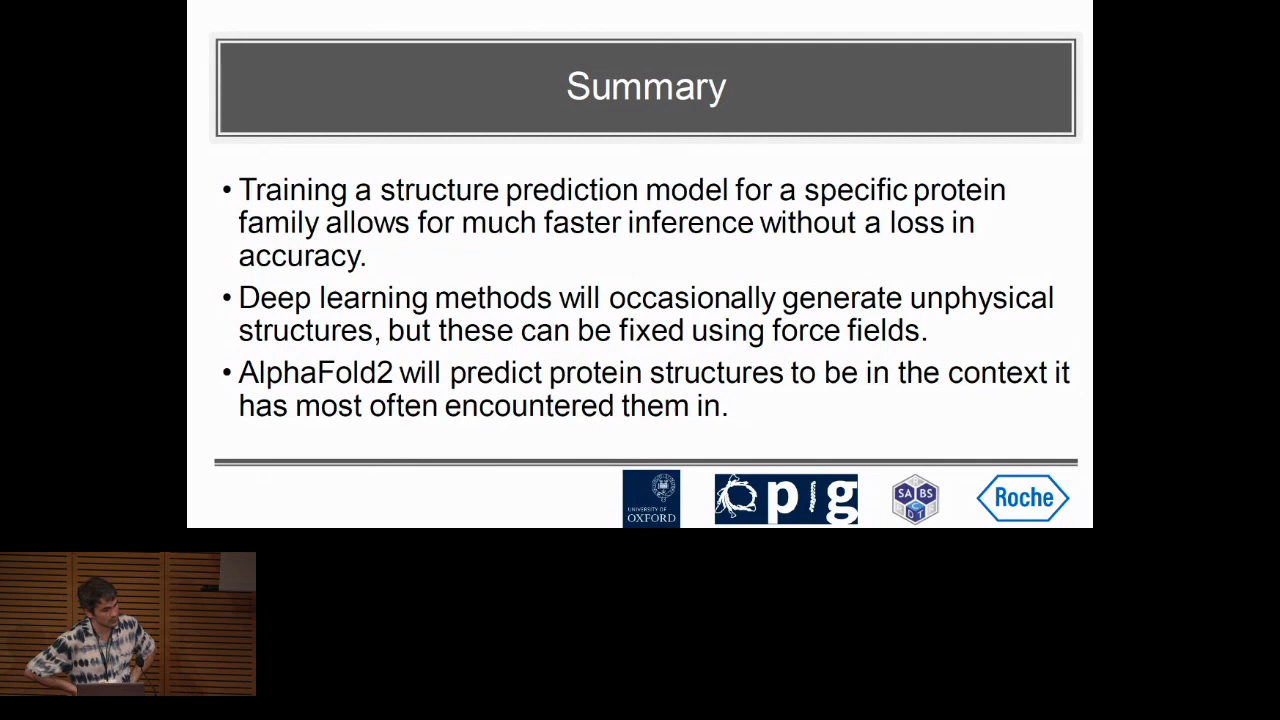 Summary
• Training a structure prediction model for a specific protein
family allows for much faster inference without a loss in
accuracy.
• Deep learning methods will occasionally generate unphysical
structures, but these can be fixed using force fields.
• AlphaFold2 will predict protein structures to be in the context it
has most often encountered them in.
UNIVERSITY OF
OXFORD
opig
SABS
CDT
Roche